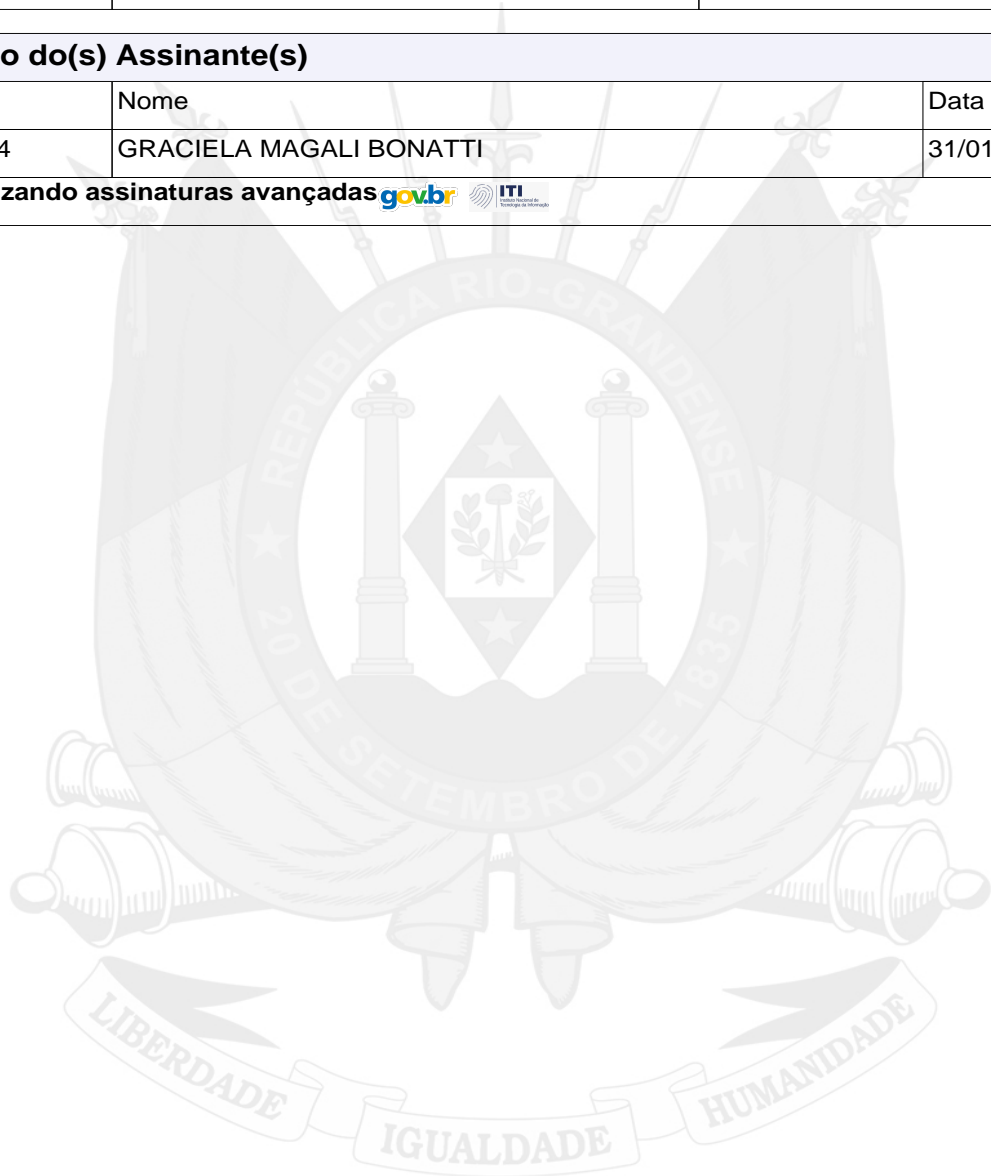 o do(s) Assinante(s)
Nome Data
4 GRACIELA MAGALI BONATTI 31/01
zando assinaturas avançadas gov.br ITI
REPÚBLICA RIO-GRANDENSE
20 DE SETEMBRO DE 1835
LIBERDADE IGUALDADE HUMANIDADE